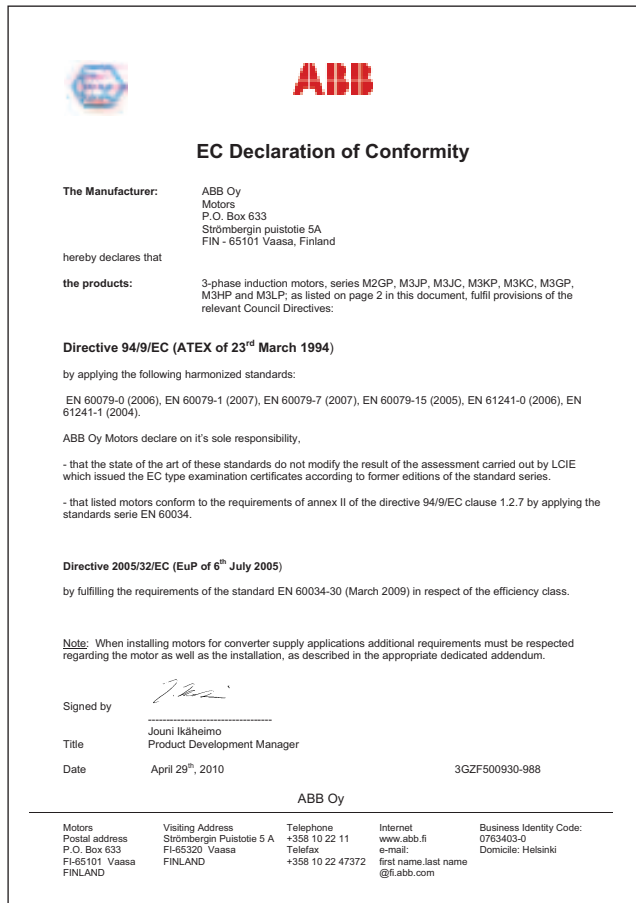 ABB
EC Declaration of Conformity
The Manufacturer: ABB Oy
Motors
P.O. Box 633
Strömbergin puistotie 5A
FIN - 65101 Vaasa, Finland
hereby declares that
the products: 3-phase induction motors, series M2GP, M3JP, M3JC, M3KP, M3KC, M3GP,
M3HP and M3LP; as listed on page 2 in this document, fulfil provisions of the
relevant Council Directives:
Directive 94/9/EC (ATEX of 23rd March 1994)
by applying the following harmonized standards:
EN 60079-0 (2006), EN 60079-1 (2007), EN 60079-7 (2007), EN 60079-15 (2005), EN 61241-0 (2006), EN
61241-1 (2004).
ABB Oy Motors declare on it's sole responsibility,
- that the state of the art of these standards do not modify the result of the assessment carried out by LCIE
which issued the EC type examination certificates according to former editions of the standard series.
- that listed motors conform to the requirements of annex II of the directive 94/9/EC clause 1.2.7 by applying the
standards serie EN 60034.
Directive 2005/32/EC (EuP of 6th July 2005)
by fulfilling the requirements of the standard EN 60034-30 (March 2009) in respect of the efficiency class.
Note: When installing motors for converter supply applications additional requirements must be respected
regarding the motor as well as the installation, as described in the appropriate dedicated addendum.
Signed by
Jouni Ikäheimo
Title Product Development Manager
Date April 29th, 2010 3GZF500930-988
ABB Oy
Motors Visiting Address Telephone Internet Business Identity Code:
Postal address Strömbergin Puistotie 5 A +358 10 22 11 www.abb.fi 0763403-0
P.O. Box 633 FI-65320 Vaasa Telefax e-mail: Domicile: Helsinki
FI-65101 Vaasa FINLAND +358 10 22 47372 first name.last name
FINLAND @fi.abb.com